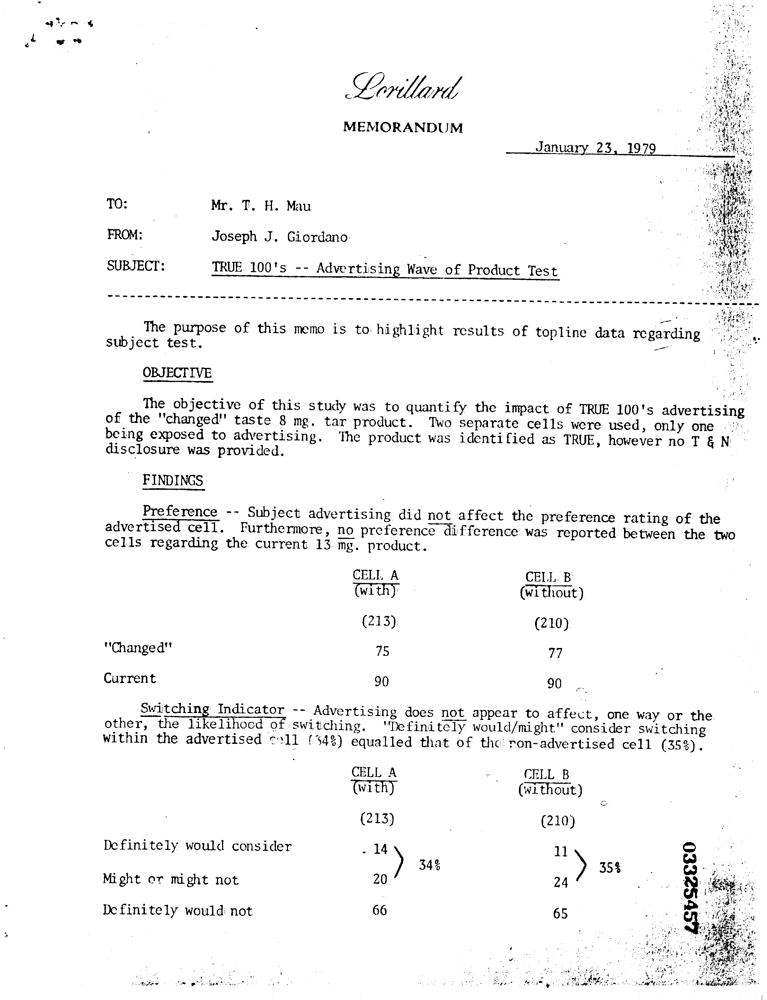 Lorillard
MEMORANDUM
January 23, 1979
TO: Mr. T. H. Mau
FROM: Joseph J. Giordano
SUBJECT: TRUE 100's -- Advertising Wave of Product Test
The purpose of this memo is to highlight results of topline data regarding
subject test.
OBJECTIVE
The objective of this study was to quantify the impact of TRUE 100's advertising
of the "changed" taste 8 mg. tar product. Two separate cells were used, only one
being exposed to advertising. The product was identified as TRUE, however no T & N
disclosure was provided.
FINDINGS
Preference -- Subject advertising did not affect the preference rating of the
advertised cell. Furthermore, no preference difference was reported between the two
cells regarding the current 13 mg. product.
CELL A CELL B
(with) (without)
(213) (210)
"Changed" 75 77
Current 90 90
Switching Indicator -- Advertising does not appear to affect, one way or the
other, the likelihood of switching. "Definitely would/might" consider switching
within the advertised cell (34%) equalled that of the non-advertised cell (35%).
CELL A CELL B
(with) (without)
(213) (210)
Definitely would consider 14 11
34% 35%
Might or might not 20 24
Definitely would not 66 65
03325457